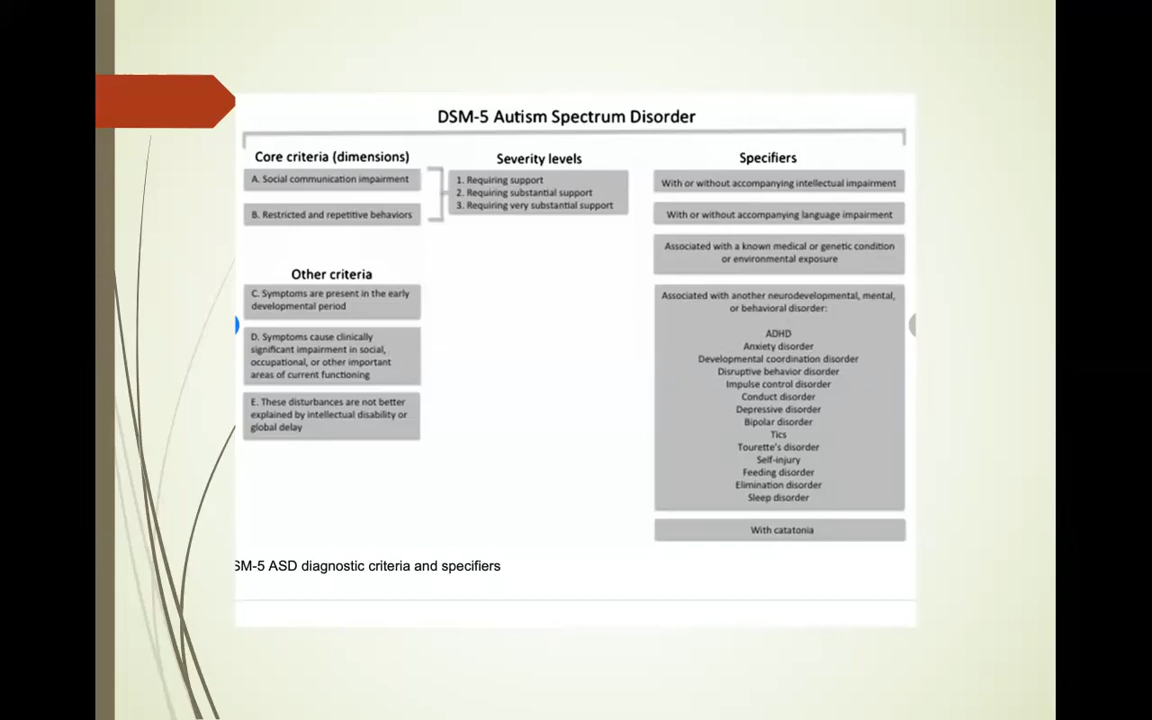 DSM-5 Autism Spectrum Disorder
Core criteria (dimensions)
A. Social communication impairment
B. Restricted and repetitive behaviors
Severity levels
1. Requiring support
2. Requiring substantial support
3. Requiring very substantial support
Other criteria
C. Symptoms are present in the early
developmental period
D. Symptoms cause clinically
significant impairment in social,
occupational, or other important
areas of current functioning
E. These disturbances are not better
explained by intellectual disability or
global delay
Specifiers
With or without accompanying intellectual impairment
With or without accompanying language impairment
Associated with a known medical or genetic condition
or environmental exposure
Associated with another neurodevelopmental, mental,
or behavioral disorder:
ADHD
Anxiety disorder
Developmental coordination disorder
Disruptive behavior disorder
Impulse control disorder
Conduct disorder
Depressive disorder
Bipolar disorder
Tics
Tourette's disorder
Self-injury
Feeding disorder
Elimination disorder
Sleep disorder
With catatonia
SM-5 ASD diagnostic criteria and specifiers